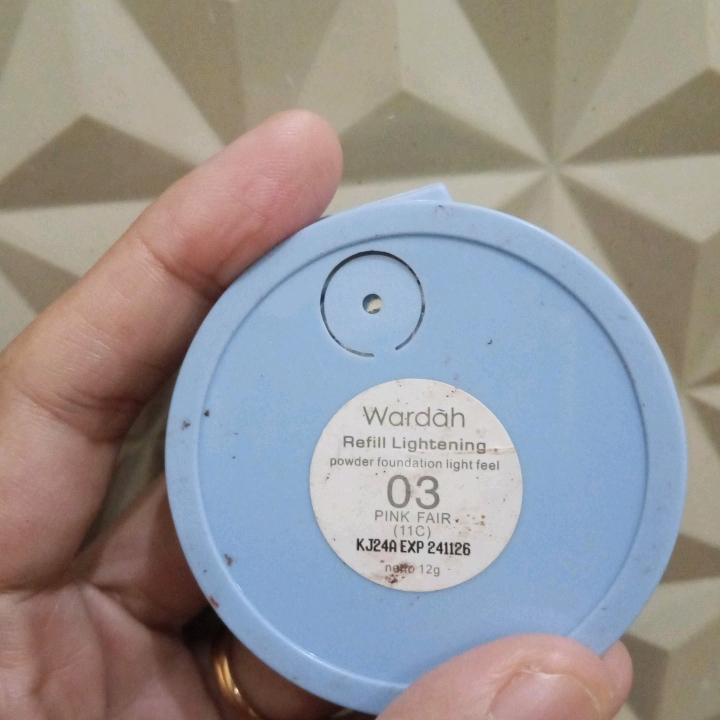 Wardah
Refill Lightening
powder foundation light feel
03
PINK FAIR
(11C)
KJ24A EXP 241126
netto 12g